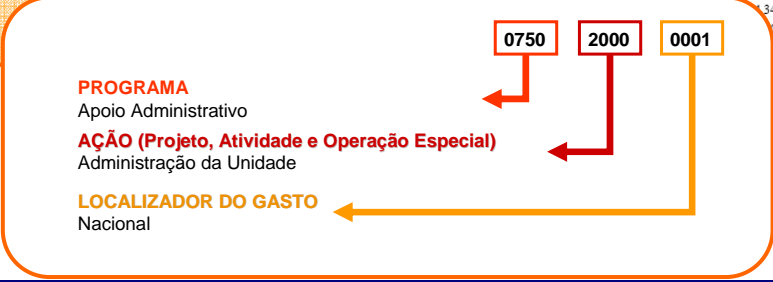 0750 2000 0001
PROGRAMA
Apoio Administrativo
AÇÃO (Projeto, Atividade e Operação Especial)
Administração da Unidade
LOCALIZADOR DO GASTO
Nacional